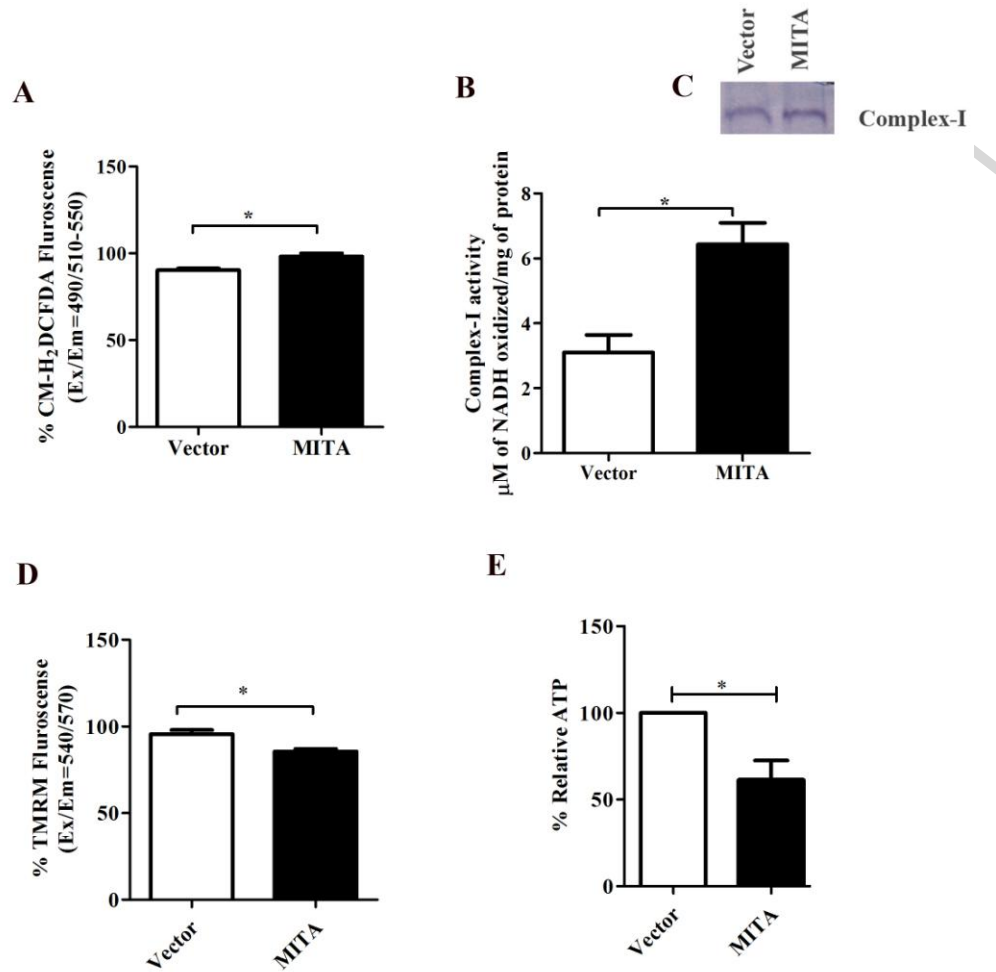 A
150
100
50
0
% CM-H₂DCFDA Fluroscense
(Ex/Em=490/510-550)
*
Vector
MITA
B
8
6
4
2
0
Complex-I activity
µM of NADH oxidized/mg of protein
*
Vector
MITA
C
Vector
MITA
Complex-I
D
150
100
50
0
% TMRM Fluroscense
(Ex/Em=540/570)
*
Vector
MITA
E
150
100
50
0
% Relative ATP
*
Vector
MITA